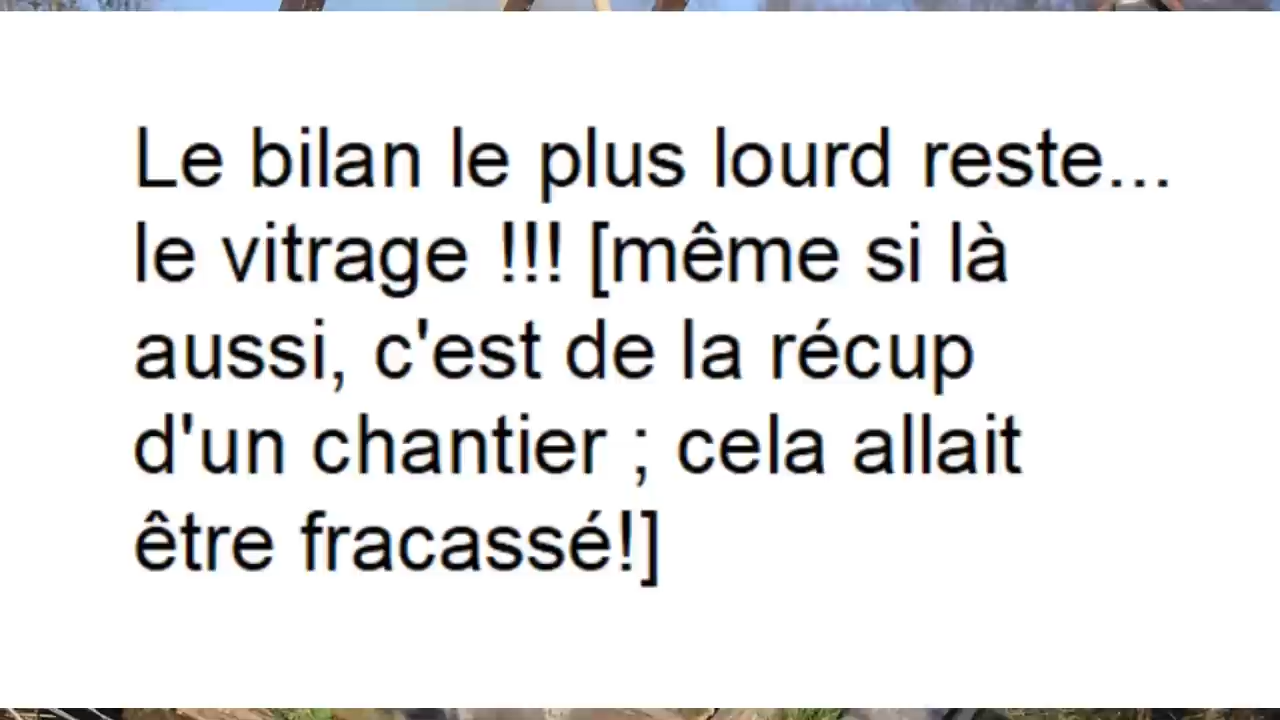 Le bilan le plus lourd reste...
le vitrage !!! [même si là
aussi, c'est de la récup
d'un chantier ; cela allait
être fracassé!]